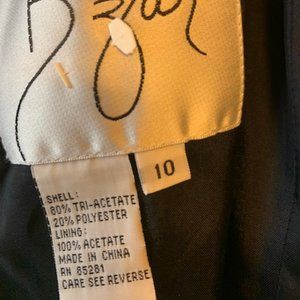 10
SHELL:
80% TRI-ACETATE
20% POLYESTER
LINING:
100% ACETATE
MADE IN CHINA
RN 85281
CARE SEE REVERSE